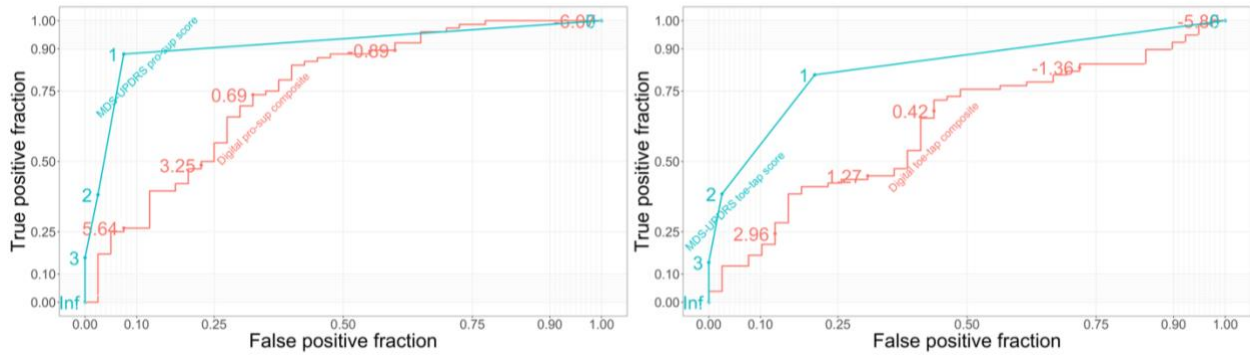 1.00
0.90
0.75
0.50
0.25
0.10
0.00
True positive fraction
Inf
3
2
1
MDS-UPDRS pro-sup score
Digital pro-sup composite
5.64
3.25
0.69
-0.89
0.00 0.10 0.25 0.50 0.75 0.90 1.00
False positive fraction
1.00
0.90
0.75
0.50
0.25
0.10
0.00
True positive fraction
Inf
3
2
1
MDS-UPDRS toe-tap score
Digital toe-tap composite
2.96
1.27
0.42
-1.36
0.00 0.10 0.25 0.50 0.75 0.90 1.00
False positive fraction